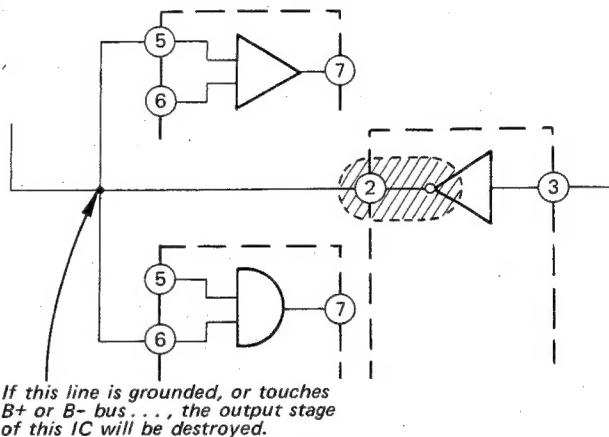 5
7
6
2
3
5
7
6
If this line is grounded, or touches
B+ or B- bus . . . , the output stage
of this IC will be destroyed.